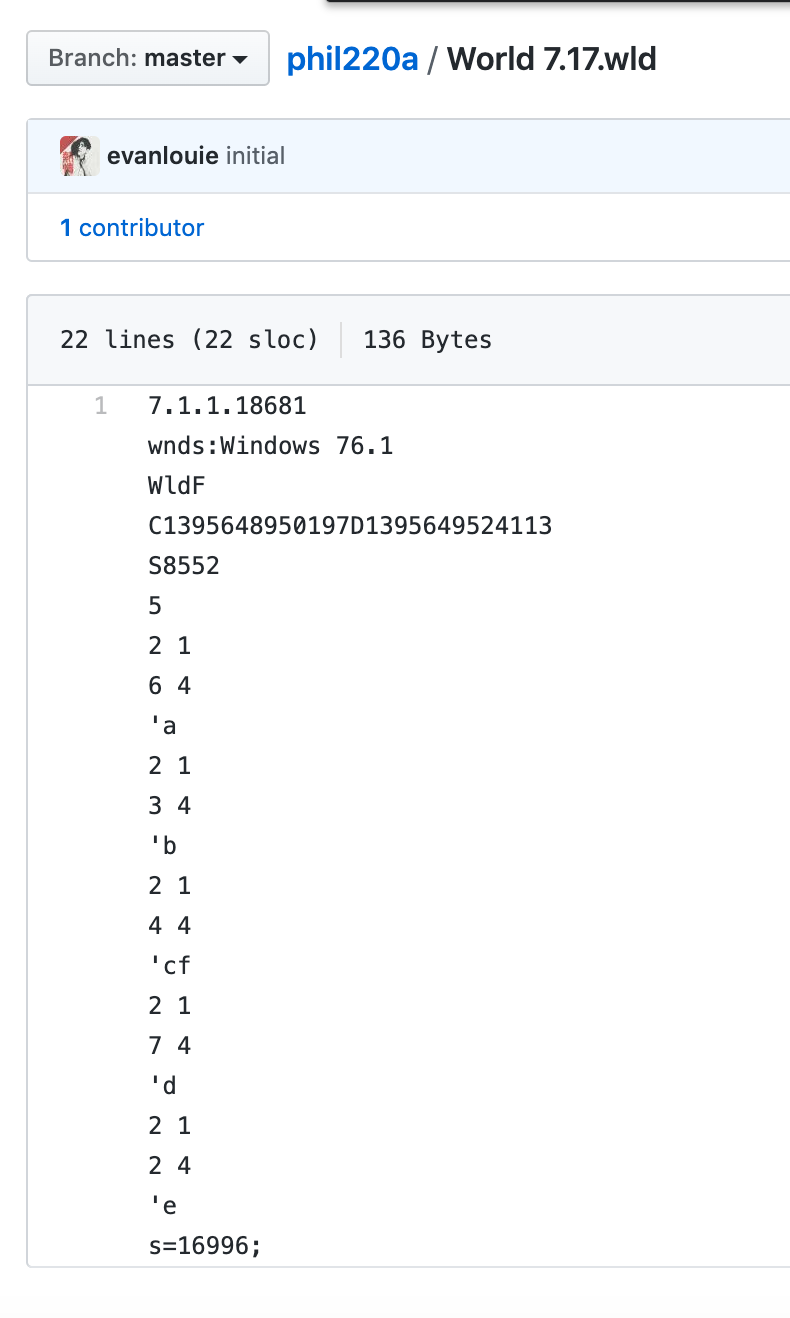 Branch: master
phil220a / World 7.17.wld
evanlouie initial
1 contributor
22 lines (22 sloc) 136 Bytes
1 7.1.1.18681
wnds:Windows 76.1
WldF
C1395648950197D1395649524113
S8552
5
2 1
6 4
'a
2 1
3 4
'b
2 1
4 4
'cf
2 1
7 4
'd
2 1
2 4
'e
s=16996;